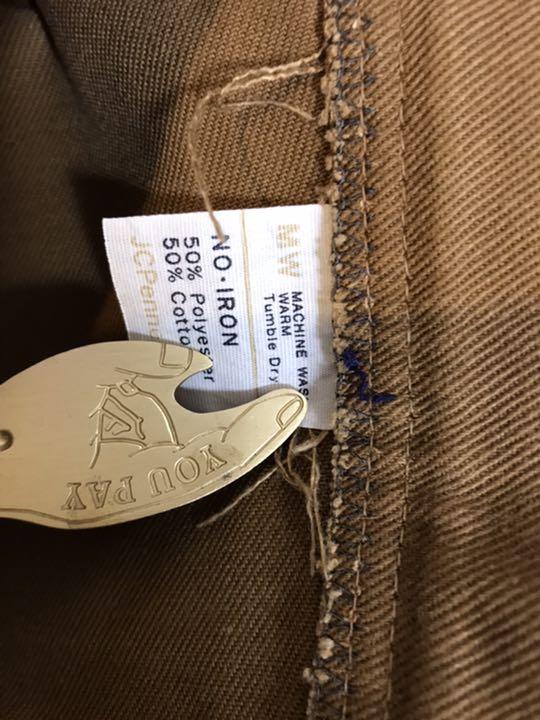 MW
MACHINE WAS
WARM
Tumble Dry
NO·IRON
50% Polyester
50% Cotto
JCPenn
YOU PAY